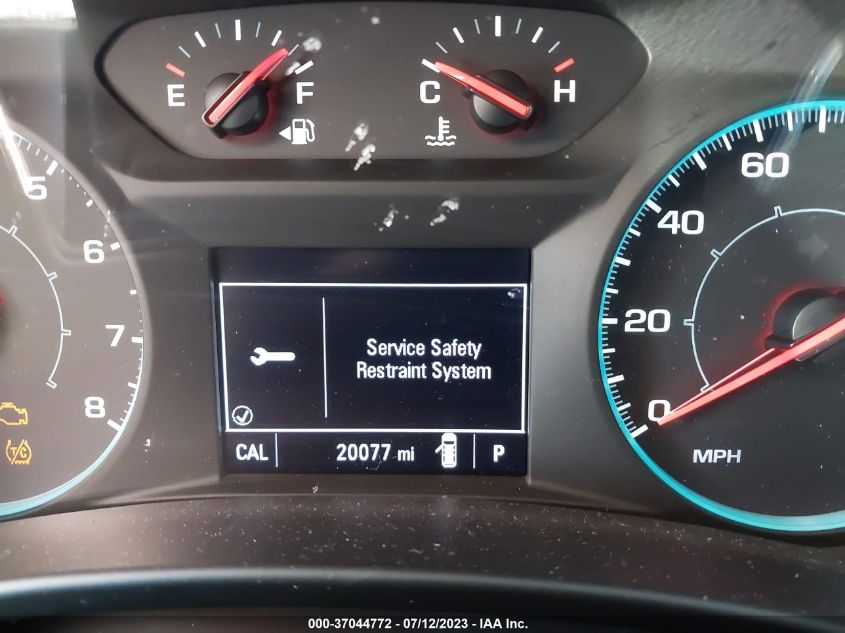 E F C H
5
6
7
8
60
40
20
0
MPH
Service Safety
Restraint System
CAL 20077 mi P
T/C
000-37044772 - 07/12/2023 - IAA Inc.